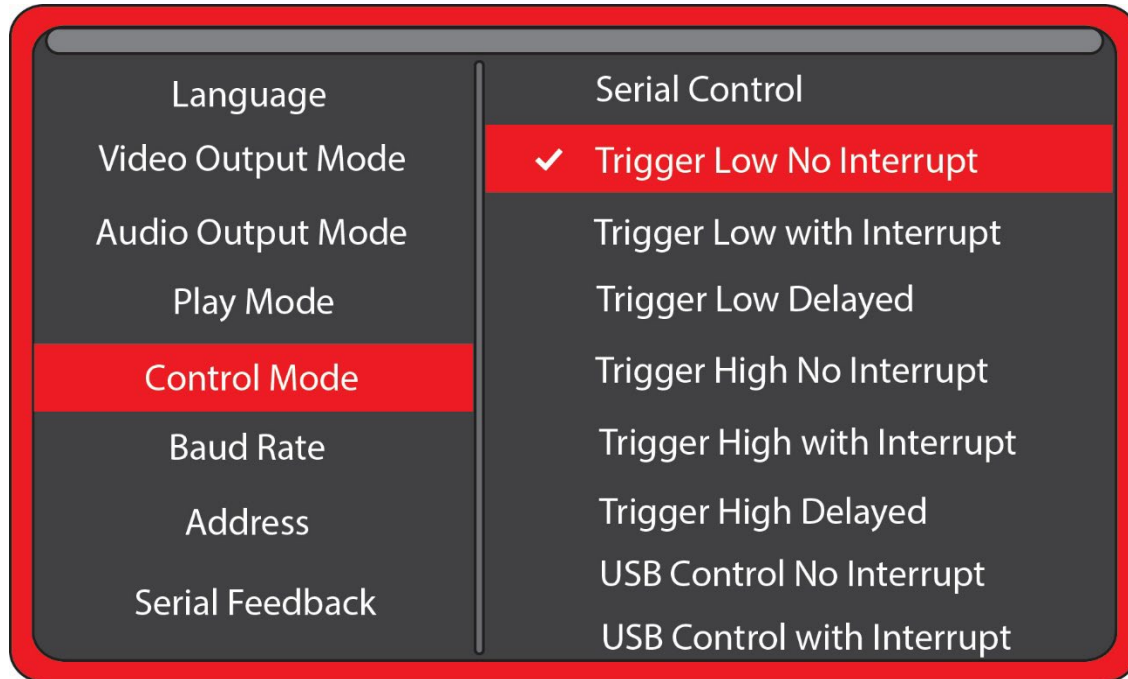 Language
Video Output Mode
Audio Output Mode
Play Mode
Control Mode
Baud Rate
Address
Serial Feedback
Serial Control
Trigger Low No Interrupt
Trigger Low with Interrupt
Trigger Low Delayed
Trigger High No Interrupt
Trigger High with Interrupt
Trigger High Delayed
USB Control No Interrupt
USB Control with Interrupt